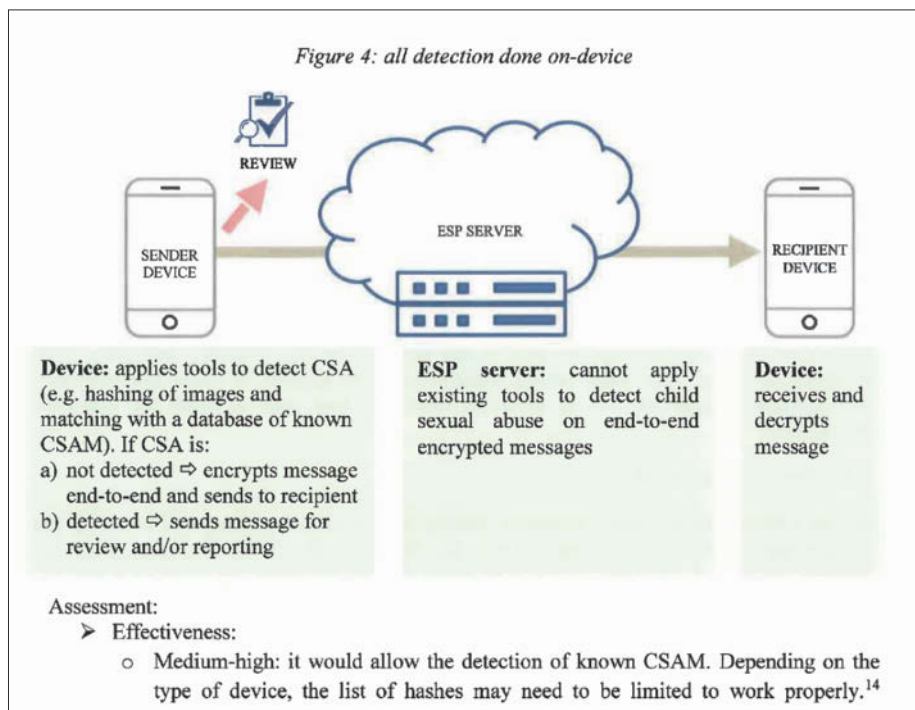 Figure 4: all detection done on-device
REVIEW
SENDER
DEVICE
ESP SERVER
RECIPIENT
DEVICE
Device: applies tools to detect CSA
(e.g. hashing of images and
matching with a database of known
CSAM). If CSA is:
a) not detected ⇨ encrypts message
end-to-end and sends to recipient
b) detected ⇨ sends message for
review and/or reporting
ESP server: cannot apply
existing tools to detect child
sexual abuse on end-to-end
encrypted messages
Device:
receives and
decrypts
message
Assessment:
➤ Effectiveness:
o Medium-high: it would allow the detection of known CSAM. Depending on the
type of device, the list of hashes may need to be limited to work properly.14